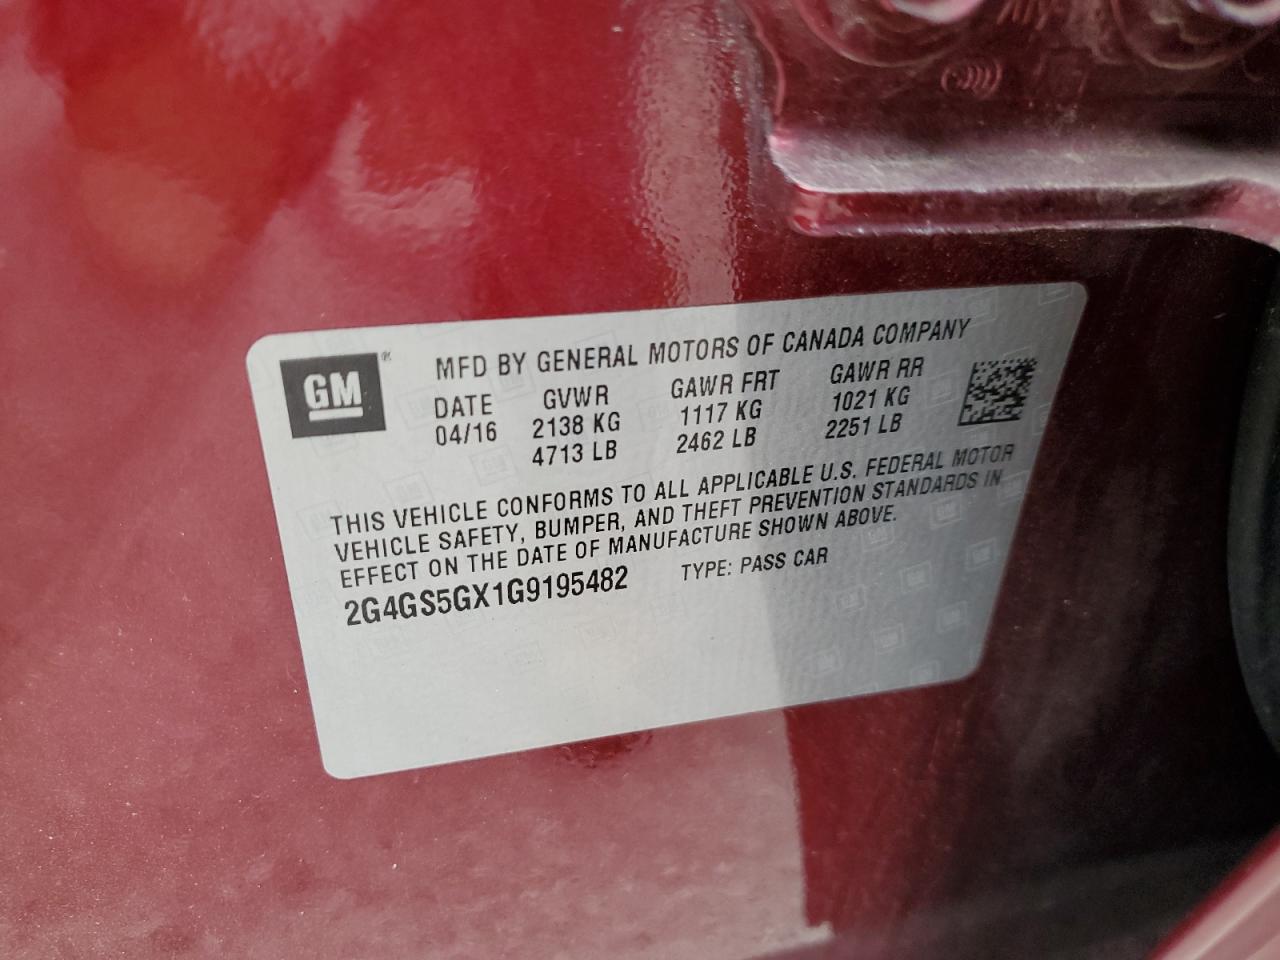 GM ®
MFD BY GENERAL MOTORS OF CANADA COMPANY
DATE GVWR GAWR FRT GAWR RR
04/16 2138 KG 1117 KG 1021 KG
4713 LB 2462 LB 2251 LB
THIS VEHICLE CONFORMS TO ALL APPLICABLE U.S. FEDERAL MOTOR
VEHICLE SAFETY, BUMPER, AND THEFT PREVENTION STANDARDS IN
EFFECT ON THE DATE OF MANUFACTURE SHOWN ABOVE.
2G4GS5GX1G9195482 TYPE: PASS CAR